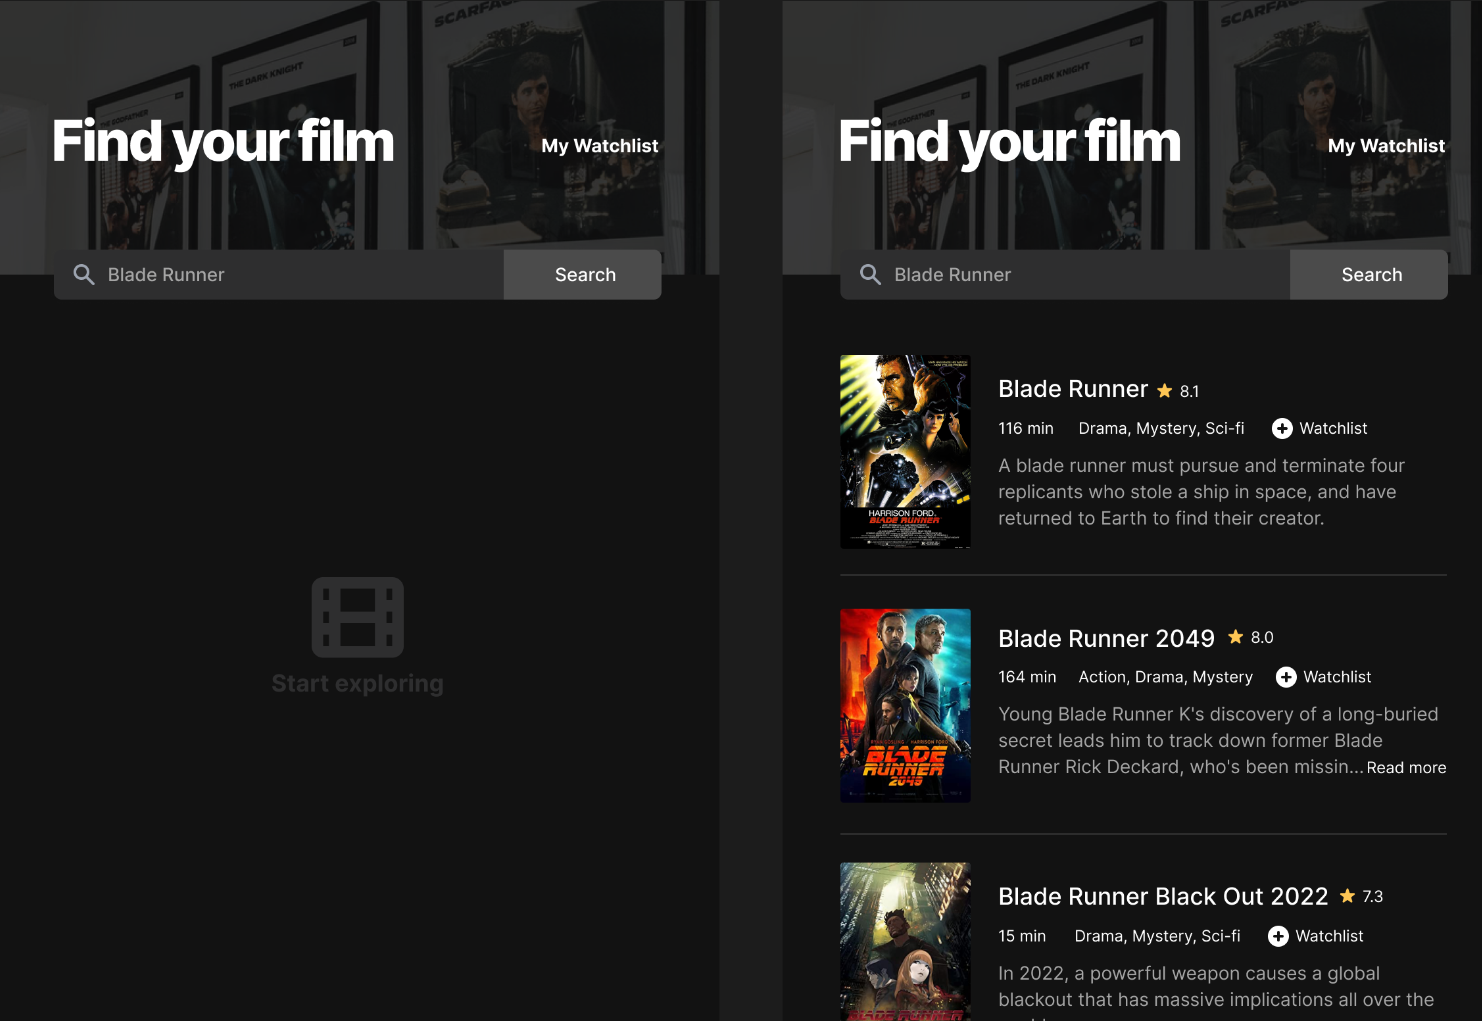 SCARFACE
THE DARK KNIGHT
THE GODFATHER
Find your film
My Watchlist
Blade Runner
Search
Start exploring
SCARFACE
THE DARK KNIGHT
THE GODFATHER
Find your film
My Watchlist
Blade Runner
Search
HARRISON FORD
BLADE RUNNER
Blade Runner 8.1
116 min Drama, Mystery, Sci-fi Watchlist
A blade runner must pursue and terminate four
replicants who stole a ship in space, and have
returned to Earth to find their creator.
HARRISON FORD
BLADE
RUNNER
2049
Blade Runner 2049 8.0
164 min Action, Drama, Mystery Watchlist
Young Blade Runner K's discovery of a long-buried
secret leads him to track down former Blade
Runner Rick Deckard, who's been missin... Read more
BLADE RUNNER
Blade Runner Black Out 2022 7.3
15 min Drama, Mystery, Sci-fi Watchlist
In 2022, a powerful weapon causes a global
blackout that has massive implications all over the